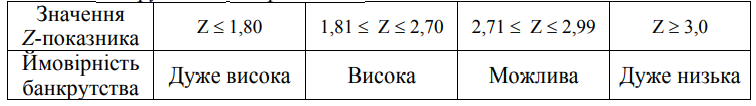 Значення
Z-показника
Z ≤ 1,80
1,81 ≤ Z ≤ 2,70
2,71 ≤ Z ≤ 2,99
Z ≥ 3,0
Ймовірність
банкрутства
Дуже висока
Висока
Можлива
Дуже низька